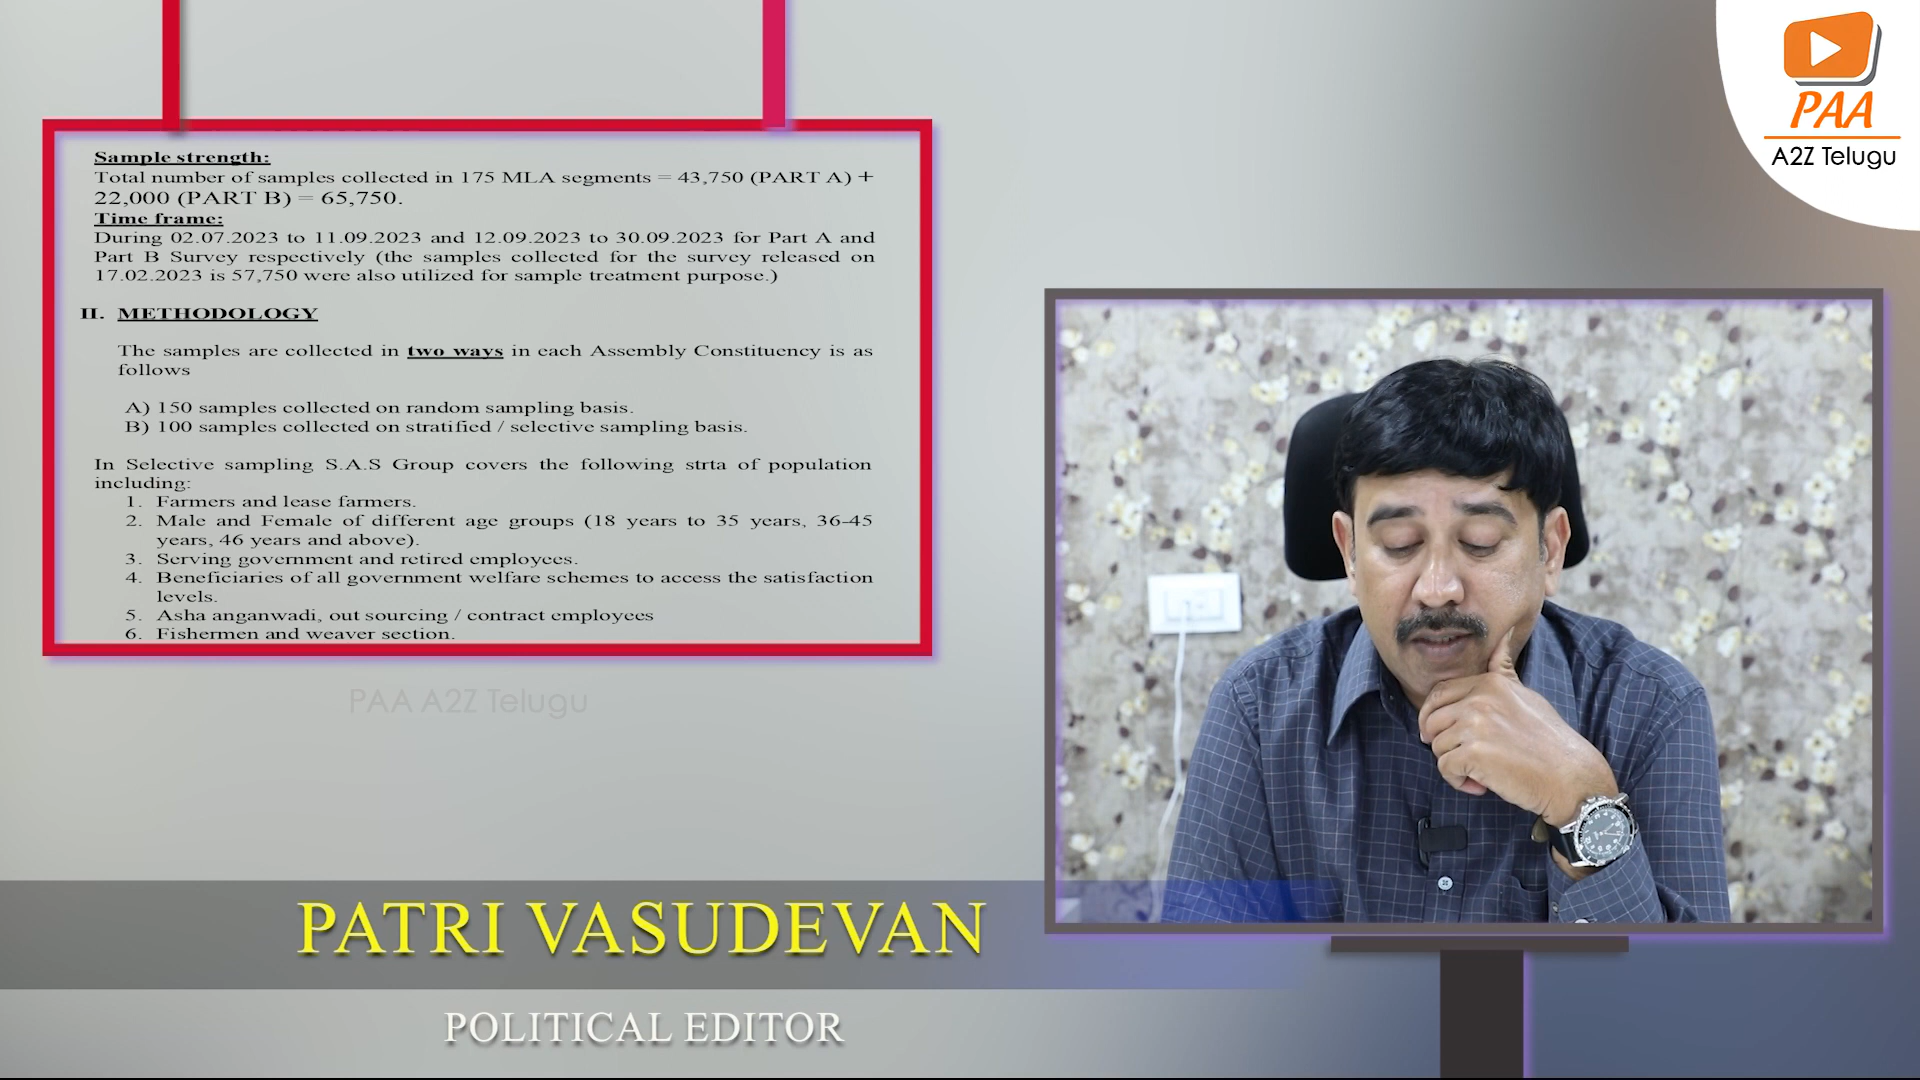 Sample strength:
Total number of samples collected in 175 MLA segments = 43,750 (PART A) +
22,000 (PART B) = 65,750.
Time frame:
During 02.07.2023 to 11.09.2023 and 12.09.2023 to 30.09.2023 for Part A and
Part B Survey respectively (the samples collected for the survey released on
17.02.2023 is 57,750 were also utilized for sample treatment purpose.)
II. METHODOLOGY
The samples are collected in two ways in each Assembly Constituency is as
follows
A) 150 samples collected on random sampling basis.
B) 100 samples collected on stratified / selective sampling basis.
In Selective sampling S.A.S Group covers the following strta of population
including:
1. Farmers and lease farmers.
2. Male and Female of different age groups (18 years to 35 years, 36-45
years, 46 years and above).
3. Serving government and retired employees.
4. Beneficiaries of all government welfare schemes to access the satisfaction
levels.
5. Asha anganwadi, out sourcing / contract employees
6. Fishermen and weaver section.
PAA
A2Z Telugu
PAA A2Z Telugu
PATRI VASUDEVAN
POLITICAL EDITOR